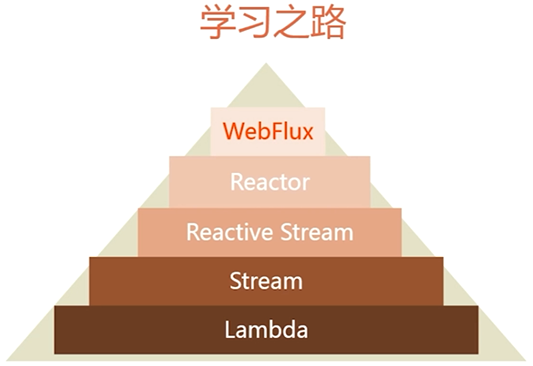 学习之路
WebFlux
Reactor
Reactive Stream
Stream
Lambda